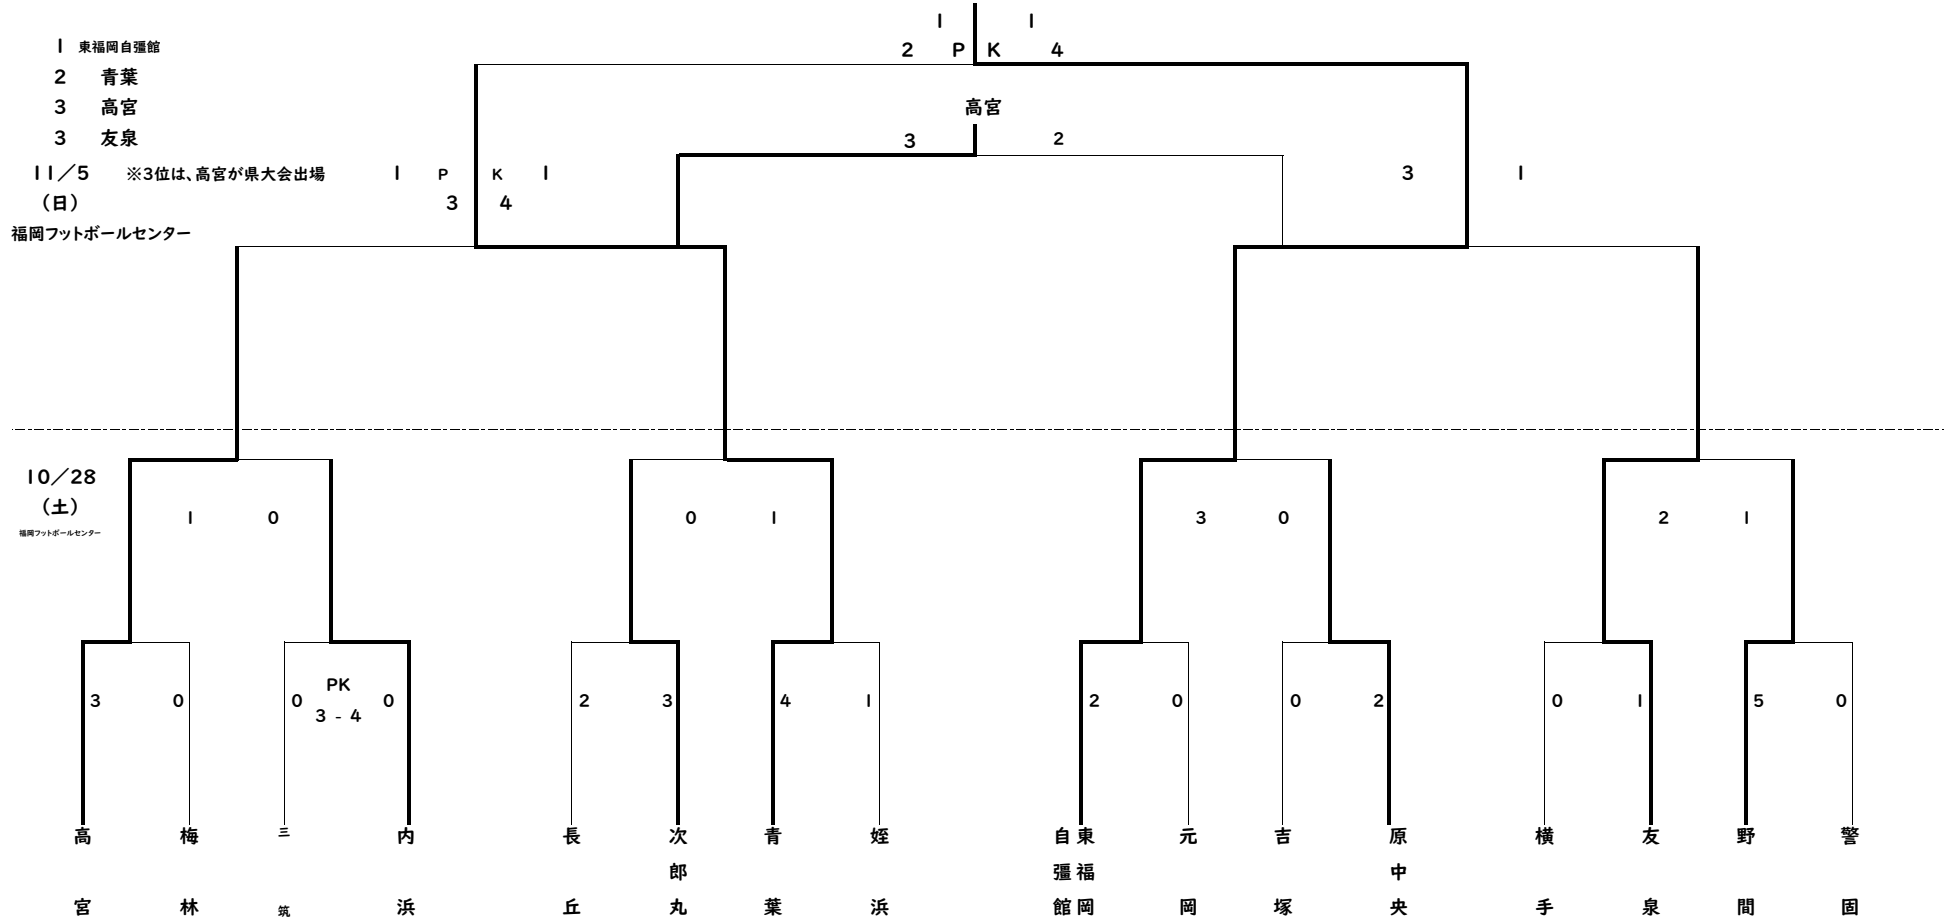 1 1
2 P K 4
1 東福岡自彊館
2 青葉
3 高宮
3 友泉
高宮
3 2
11／5 ※3位は、高宮が県大会出場
（日）
福岡フットボールセンター
1 P K 1
3 4
3 1
10／28
（土）
福岡フットボールセンター
1 0
0 1
3 0
2 1
3 0
0 PK 0
3 - 4
2 3
4 1
2 0
0 2
0 1
5 0
高宮
梅林
三筑
内浜
長丘
次郎丸
青葉
姪浜
東福岡
自彊館
元岡
吉塚
原中央
横手
友泉
野間
警固